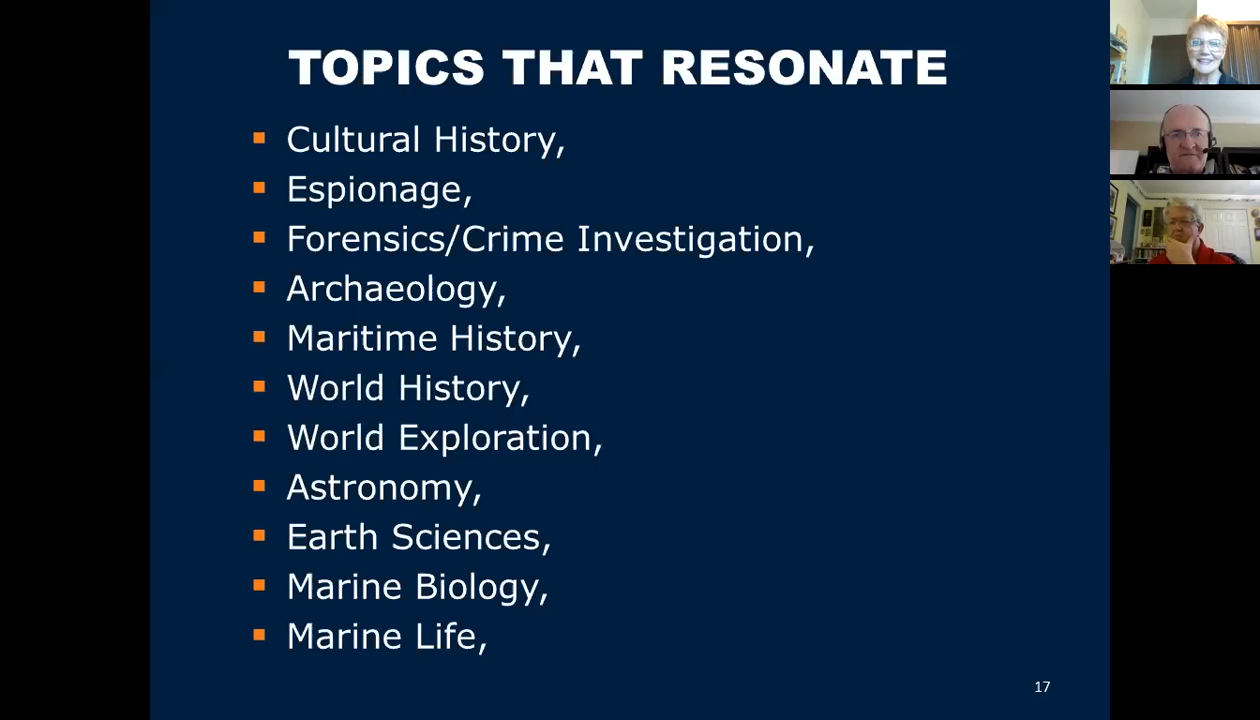 TOPICS THAT RESONATE
▪ Cultural History,
▪ Espionage,
▪ Forensics/Crime Investigation,
▪ Archaeology,
▪ Maritime History,
▪ World History,
▪ World Exploration,
▪ Astronomy,
▪ Earth Sciences,
▪ Marine Biology,
▪ Marine Life,
17